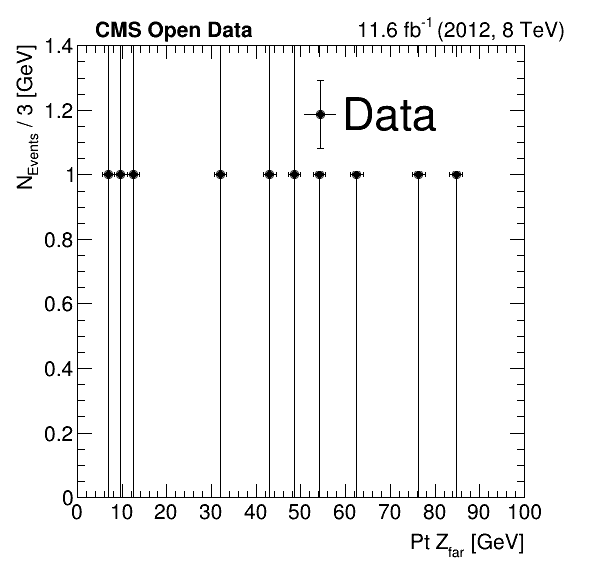 CMS Open Data 11.6 fb⁻¹ (2012, 8 TeV)
N_Events / 3 [GeV]
1.4
1.2
1
0.8
0.6
0.4
0.2
0
Data
0 10 20 30 40 50 60 70 80 90 100
Pt Z_far [GeV]